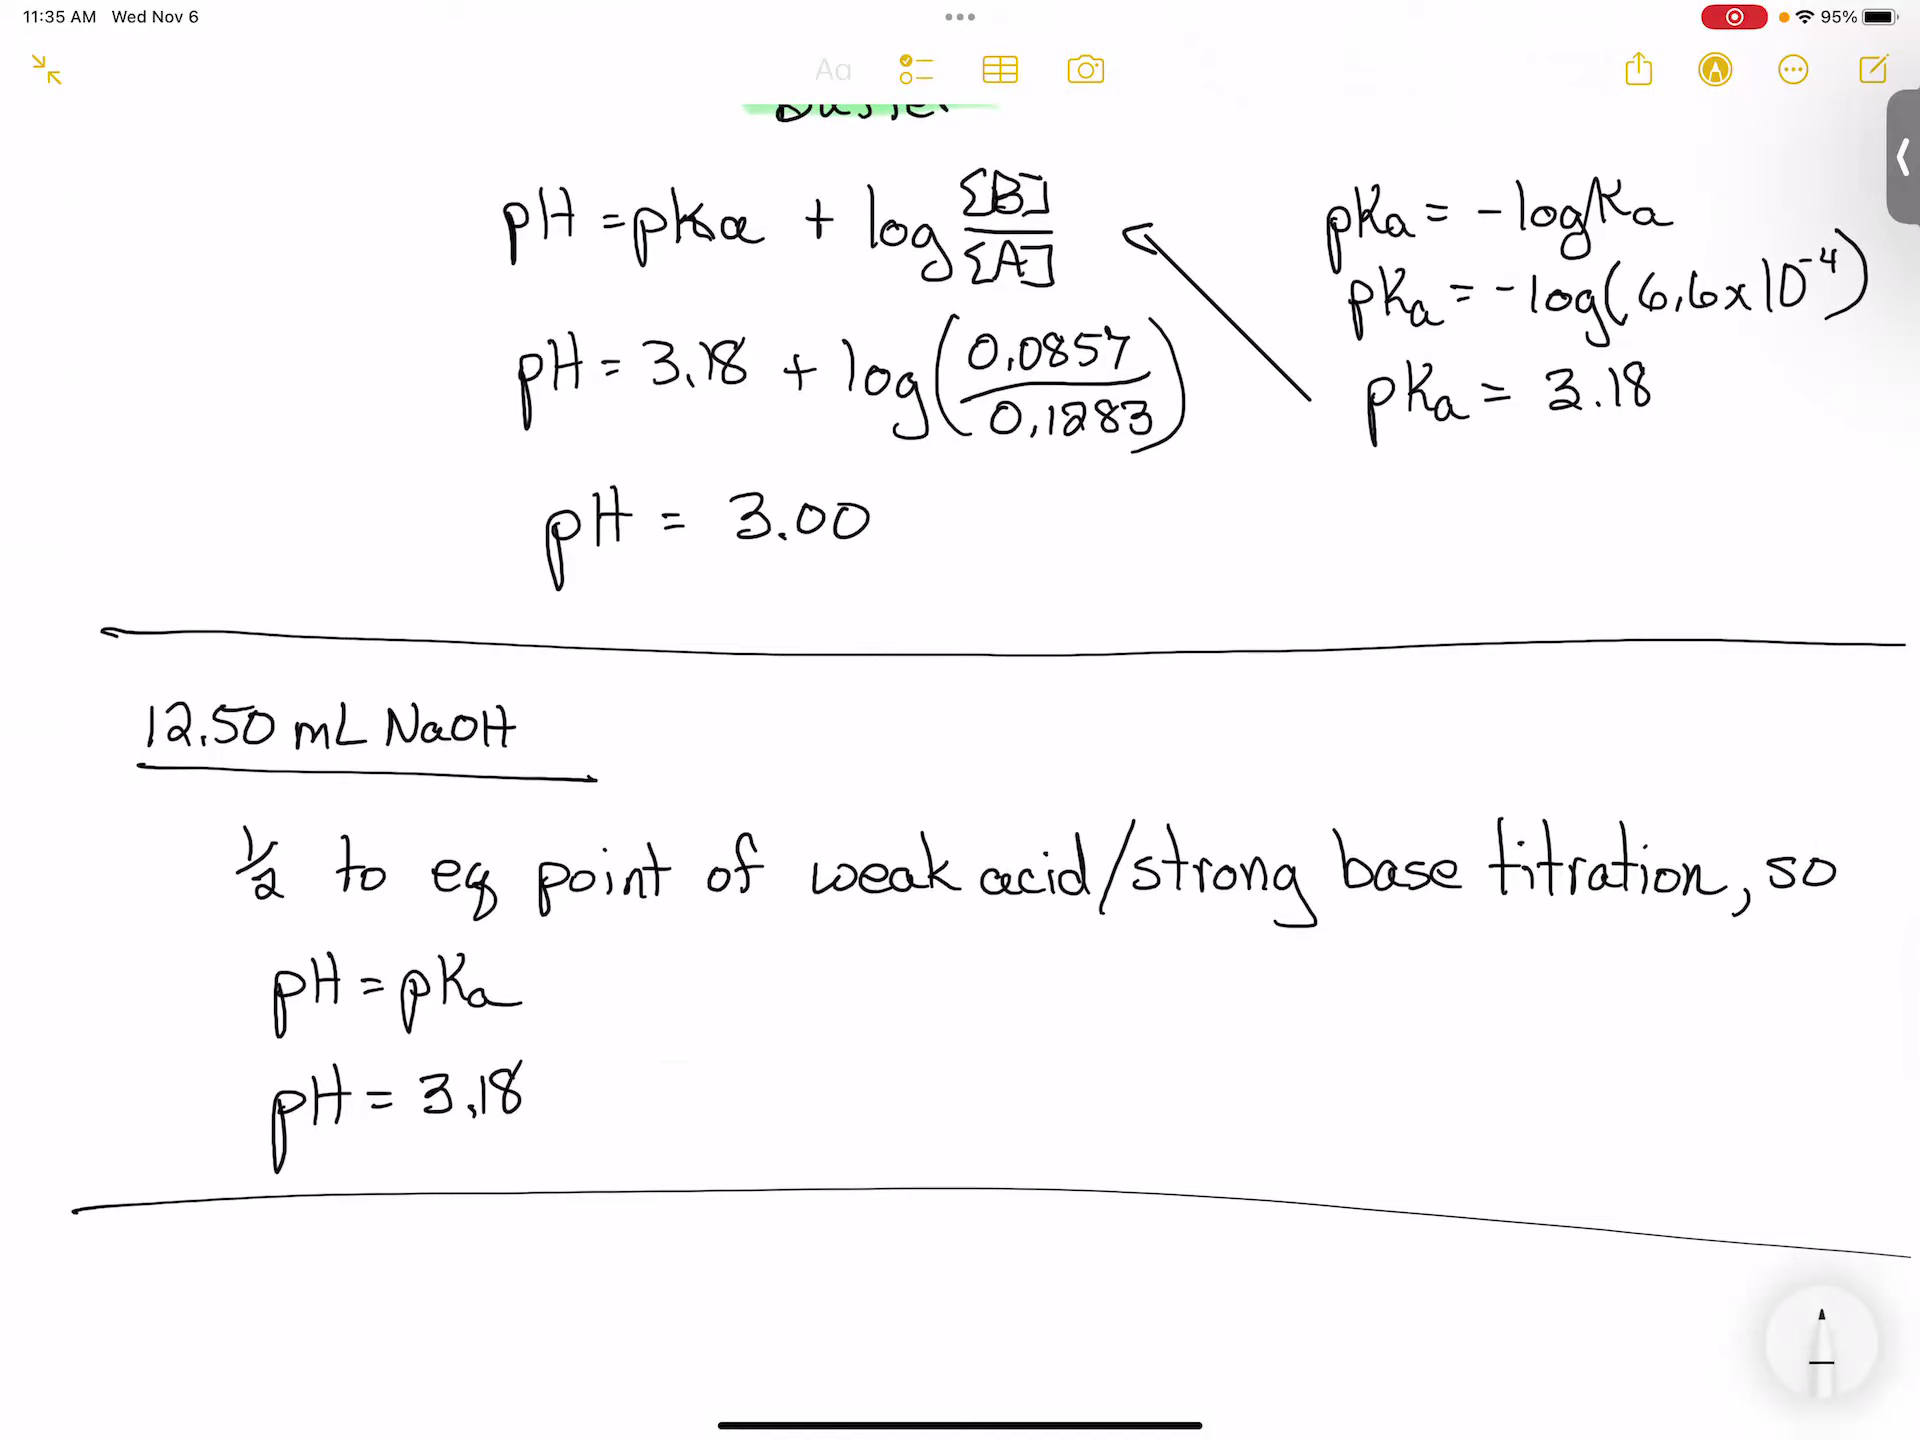 11:35 AM Wed Nov 6
95%
Aa
pH = pKa + log [B]/[A]
pKa = -logKa
pKa = -log(6.6x10⁻⁴)
pKa = 3.18
pH = 3.18 + log(0.0857/0.1283)
pH = 3.00
12.50 mL NaOH
1/2 to eq point of weak acid/strong base titration, so
pH = pKa
pH = 3.18